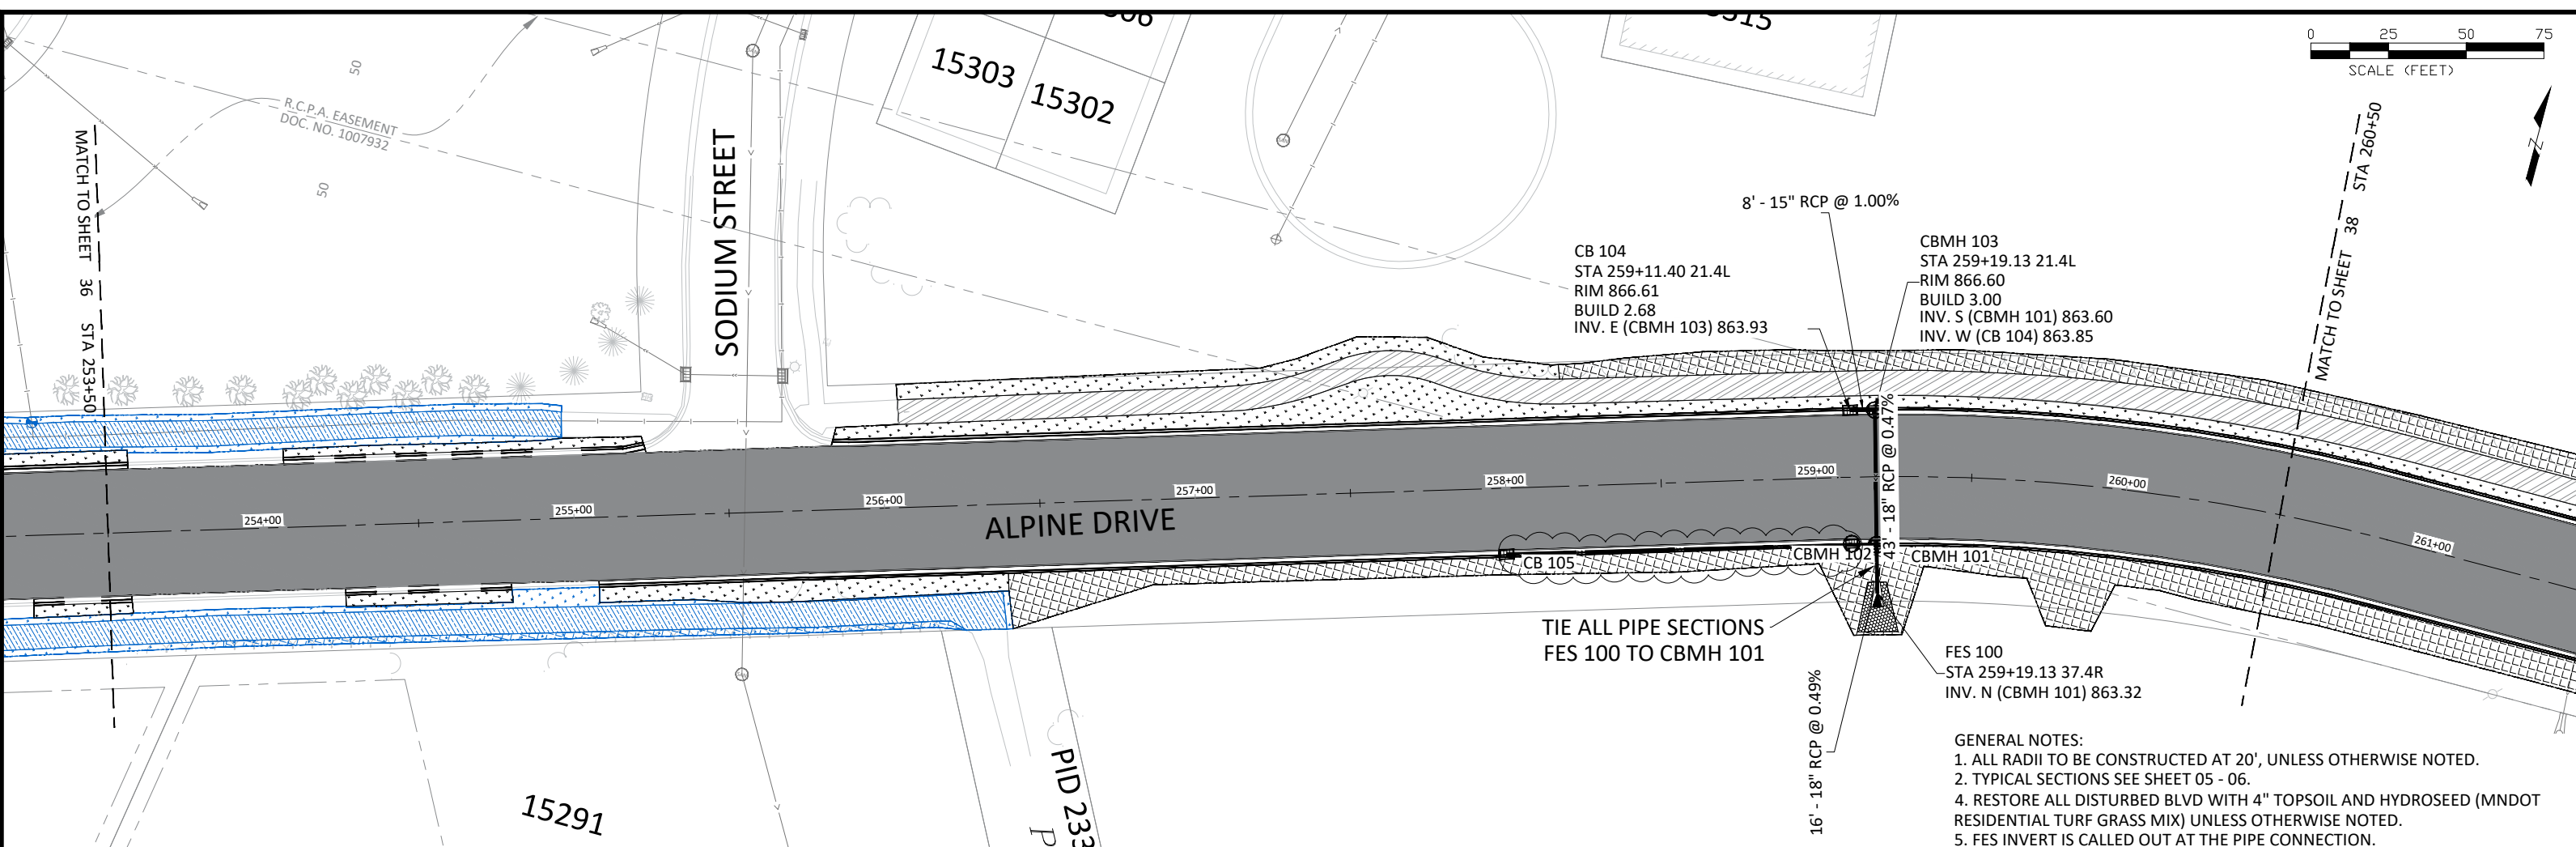 0 25 50 75
SCALE (FEET)
Z
50
50
R.C.P.A. EASEMENT
DOC. NO. 1007932
MATCH TO SHEET 36 STA 253+50
SODIUM STREET
15303
15302
MATCH TO SHEET 38 STA 260+50
8' - 15" RCP @ 1.00%
CB 104
STA 259+11.40 21.4L
RIM 866.61
BUILD 2.68
INV. E (CBMH 103) 863.93
CBMH 103
STA 259+19.13 21.4L
RIM 866.60
BUILD 3.00
INV. S (CBMH 101) 863.60
INV. W (CB 104) 863.85
43' - 18" RCP @ 0.47%
254+00
255+00
256+00
257+00
258+00
259+00
260+00
261+00
ALPINE DRIVE
CB 105
CBMH 102
CBMH 101
TIE ALL PIPE SECTIONS
FES 100 TO CBMH 101
FES 100
STA 259+19.13 37.4R
INV. N (CBMH 101) 863.32
16' - 18" RCP @ 0.49%
15291
PID 233
P
GENERAL NOTES:
1. ALL RADII TO BE CONSTRUCTED AT 20', UNLESS OTHERWISE NOTED.
2. TYPICAL SECTIONS SEE SHEET 05 - 06.
4. RESTORE ALL DISTURBED BLVD WITH 4" TOPSOIL AND HYDROSEED (MNDOT
RESIDENTIAL TURF GRASS MIX) UNLESS OTHERWISE NOTED.
5. FES INVERT IS CALLED OUT AT THE PIPE CONNECTION.